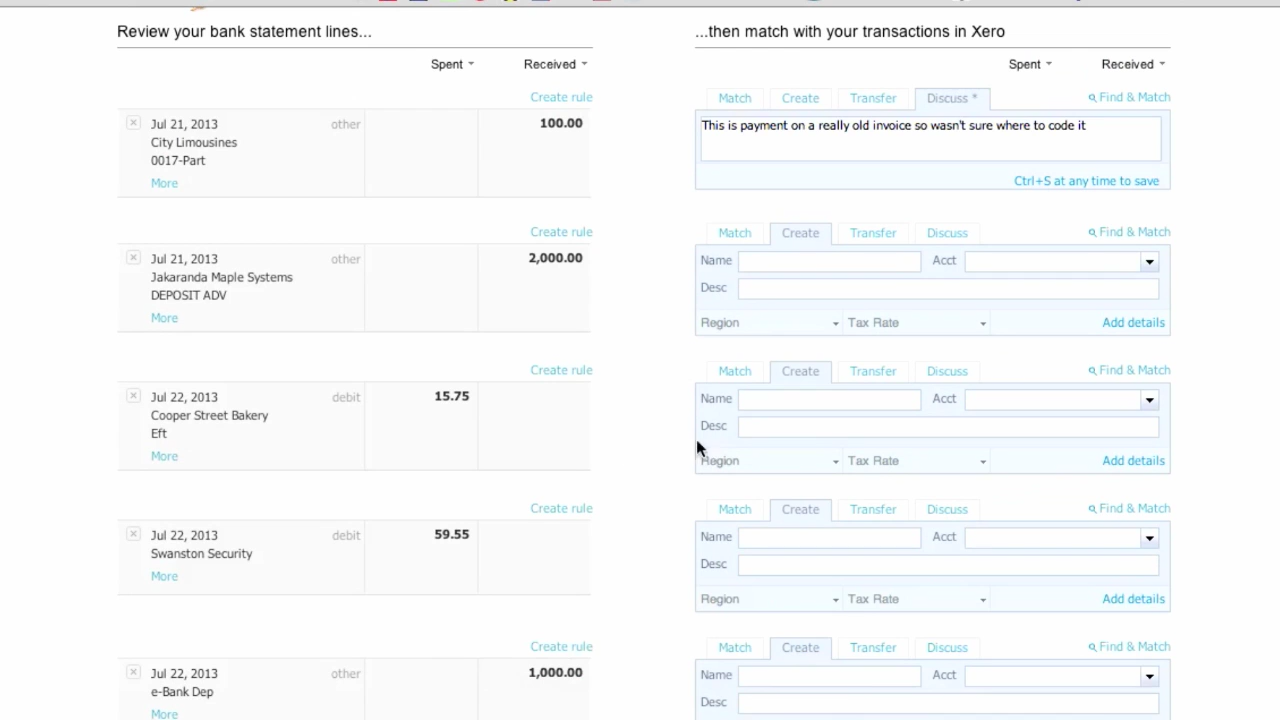 Review your bank statement lines...
...then match with your transactions in Xero
Spent
Received
Spent
Received
Create rule
Match
Create
Transfer
Discuss *
Find & Match
Jul 21, 2013
other
100.00
City Limousines
0017-Part
More
This is payment on a really old invoice so wasn't sure where to code it
Ctrl+S at any time to save
Create rule
Match
Create
Transfer
Discuss
Find & Match
Jul 21, 2013
other
2,000.00
Jakaranda Maple Systems
DEPOSIT ADV
More
Name
Acct
Desc
Region
Tax Rate
Add details
Create rule
Match
Create
Transfer
Discuss
Find & Match
Jul 22, 2013
debit
15.75
Cooper Street Bakery
Eft
More
Name
Acct
Desc
Region
Tax Rate
Add details
Create rule
Match
Create
Transfer
Discuss
Find & Match
Jul 22, 2013
debit
59.55
Swanston Security
More
Name
Acct
Desc
Region
Tax Rate
Add details
Create rule
Match
Create
Transfer
Discuss
Find & Match
Jul 22, 2013
other
1,000.00
e-Bank Dep
More
Name
Acct
Desc